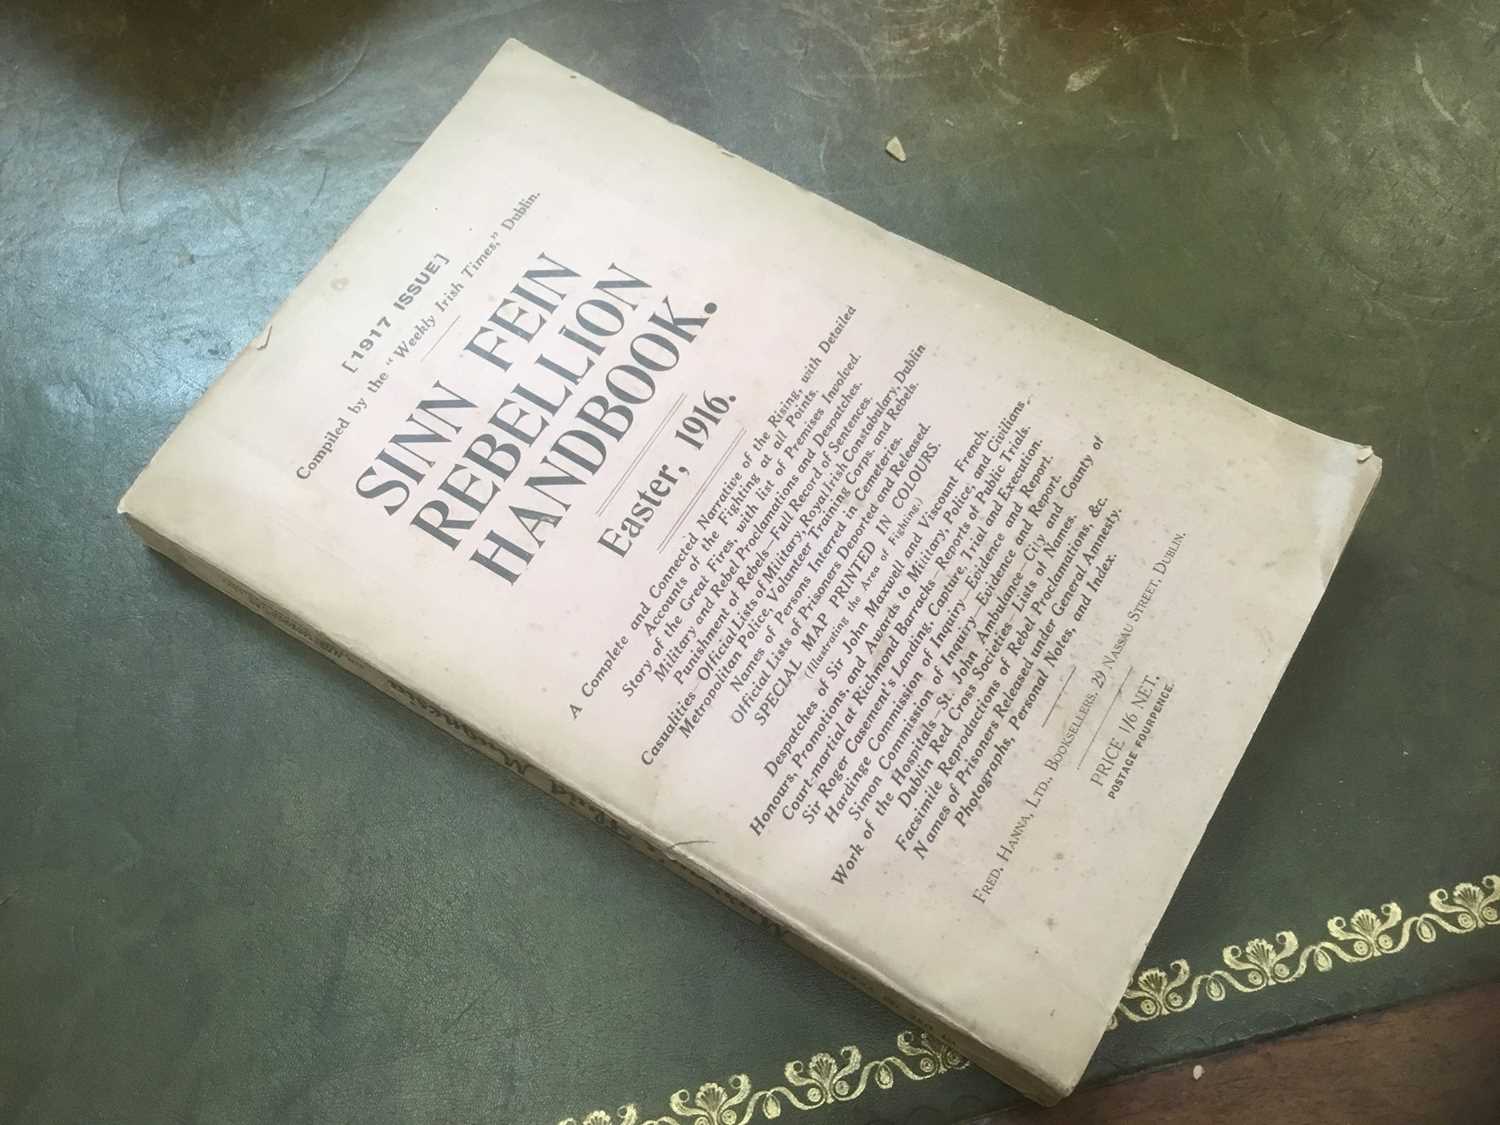 [1917 ISSUE.]
Compiled by the "Weekly Irish Times," Dublin.
SINN FEIN
REBELLION
HANDBOOK.
Easter, 1916.
A Complete and Connected Narrative of the Rising, with Detailed
Accounts of the Fighting at all Points.
Story of the Great Fires, with list of Premises Involved.
Military and Rebel Proclamations and Despatches.
Punishment of Rebels—Full Record of Sentences.
Casualities—Official Lists of Military, Royal Irish Constabulary, Dublin
Metropolitan Police, Volunteer Training Corps. and Rebels.
Names of Persons Interred in Cemeteries.
Official Lists of Prisoners Deported and Released.
SPECIAL MAP PRINTED IN COLOURS.
(Illustrating the Area of Fighting.)
Despatches of Sir John Maxwell and Viscount French.
Honours, Promotions, and Awards to Military, Police, and Civilians.
Court-martial at Richmond Barracks—Reports of Public Trials.
Sir Roger Casement's Landing, Capture, Trial and Execution.
Hardinge Commission of Inquiry—Evidence and Report.
Simon Commission of Inquiry—Evidence and Report.
Work of the Hospitals—St. John Ambulance—City and County of
Dublin Red Cross Societies—Lists of Names.
Facsimile Reproductions of Rebel Proclamations, &c.
Names of Prisoners Released under General Amnesty.
Photographs, Personal Notes, and Index.
FRED. HANNA, LTD., BOOKSELLERS, 29 NASSAU STREET, DUBLIN.
PRICE 1/6 NET,
POSTAGE FOURPENCE.